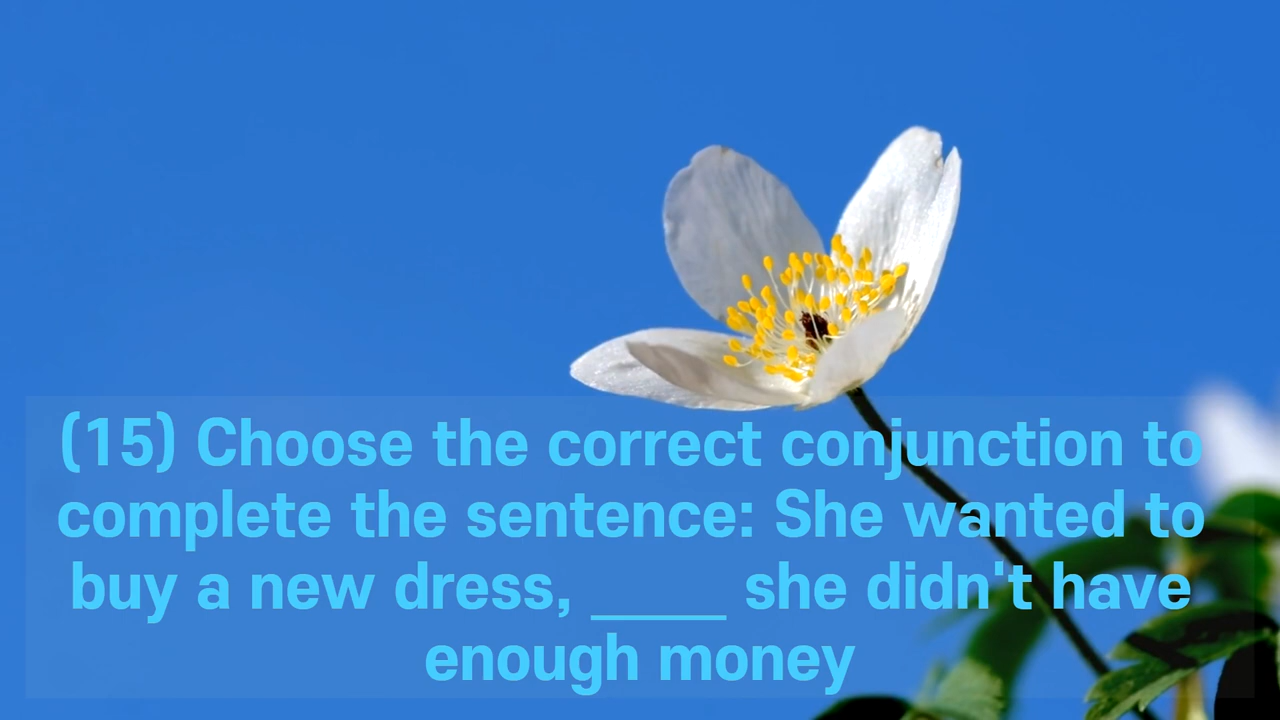 (15) Choose the correct conjunction to
complete the sentence: She wanted to
buy a new dress, _____ she didn't have
enough money